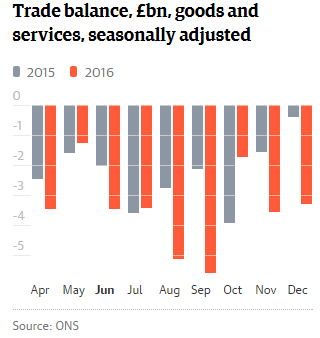 Trade balance, £bn, goods and
services, seasonally adjusted
2015 2016
0
-1
-2
-3
-4
-5
Apr May Jun Jul Aug Sep Oct Nov Dec
Source: ONS